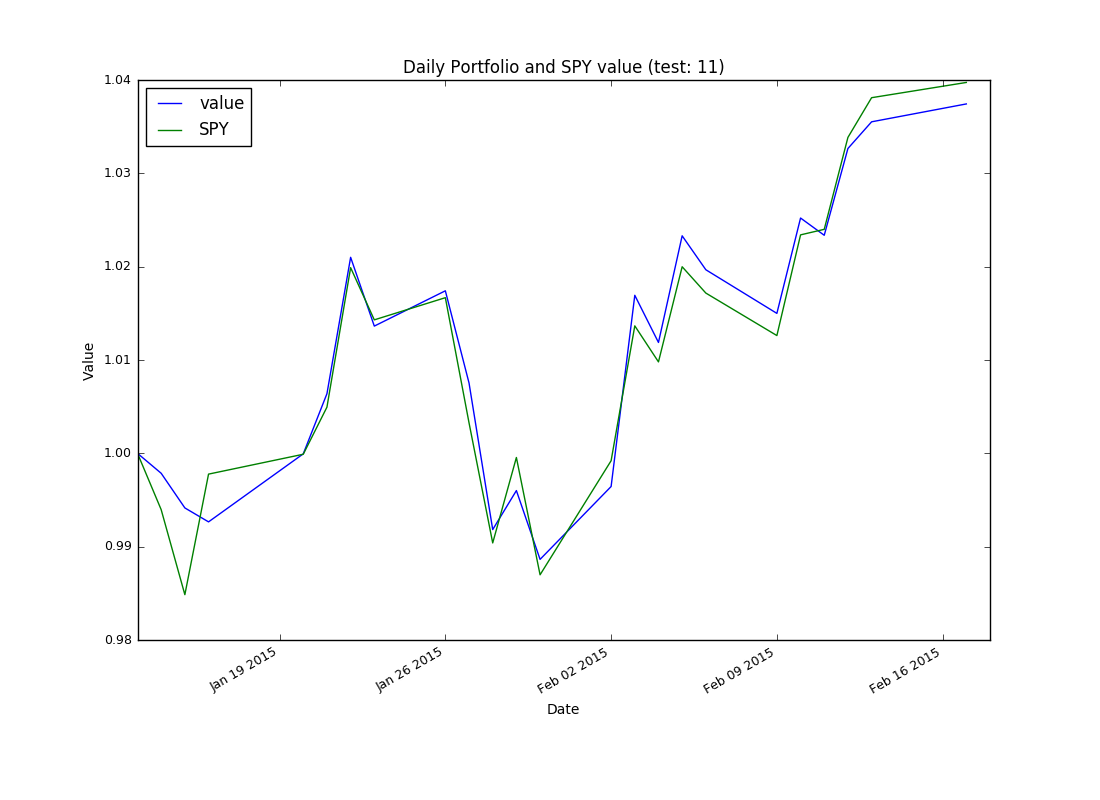 Daily Portfolio and SPY value (test: 11)
1.04
value
SPY
1.03
1.02
1.01
Value
1.00
0.99
0.98
Jan 19 2015
Jan 26 2015
Feb 02 2015
Feb 09 2015
Feb 16 2015
Date